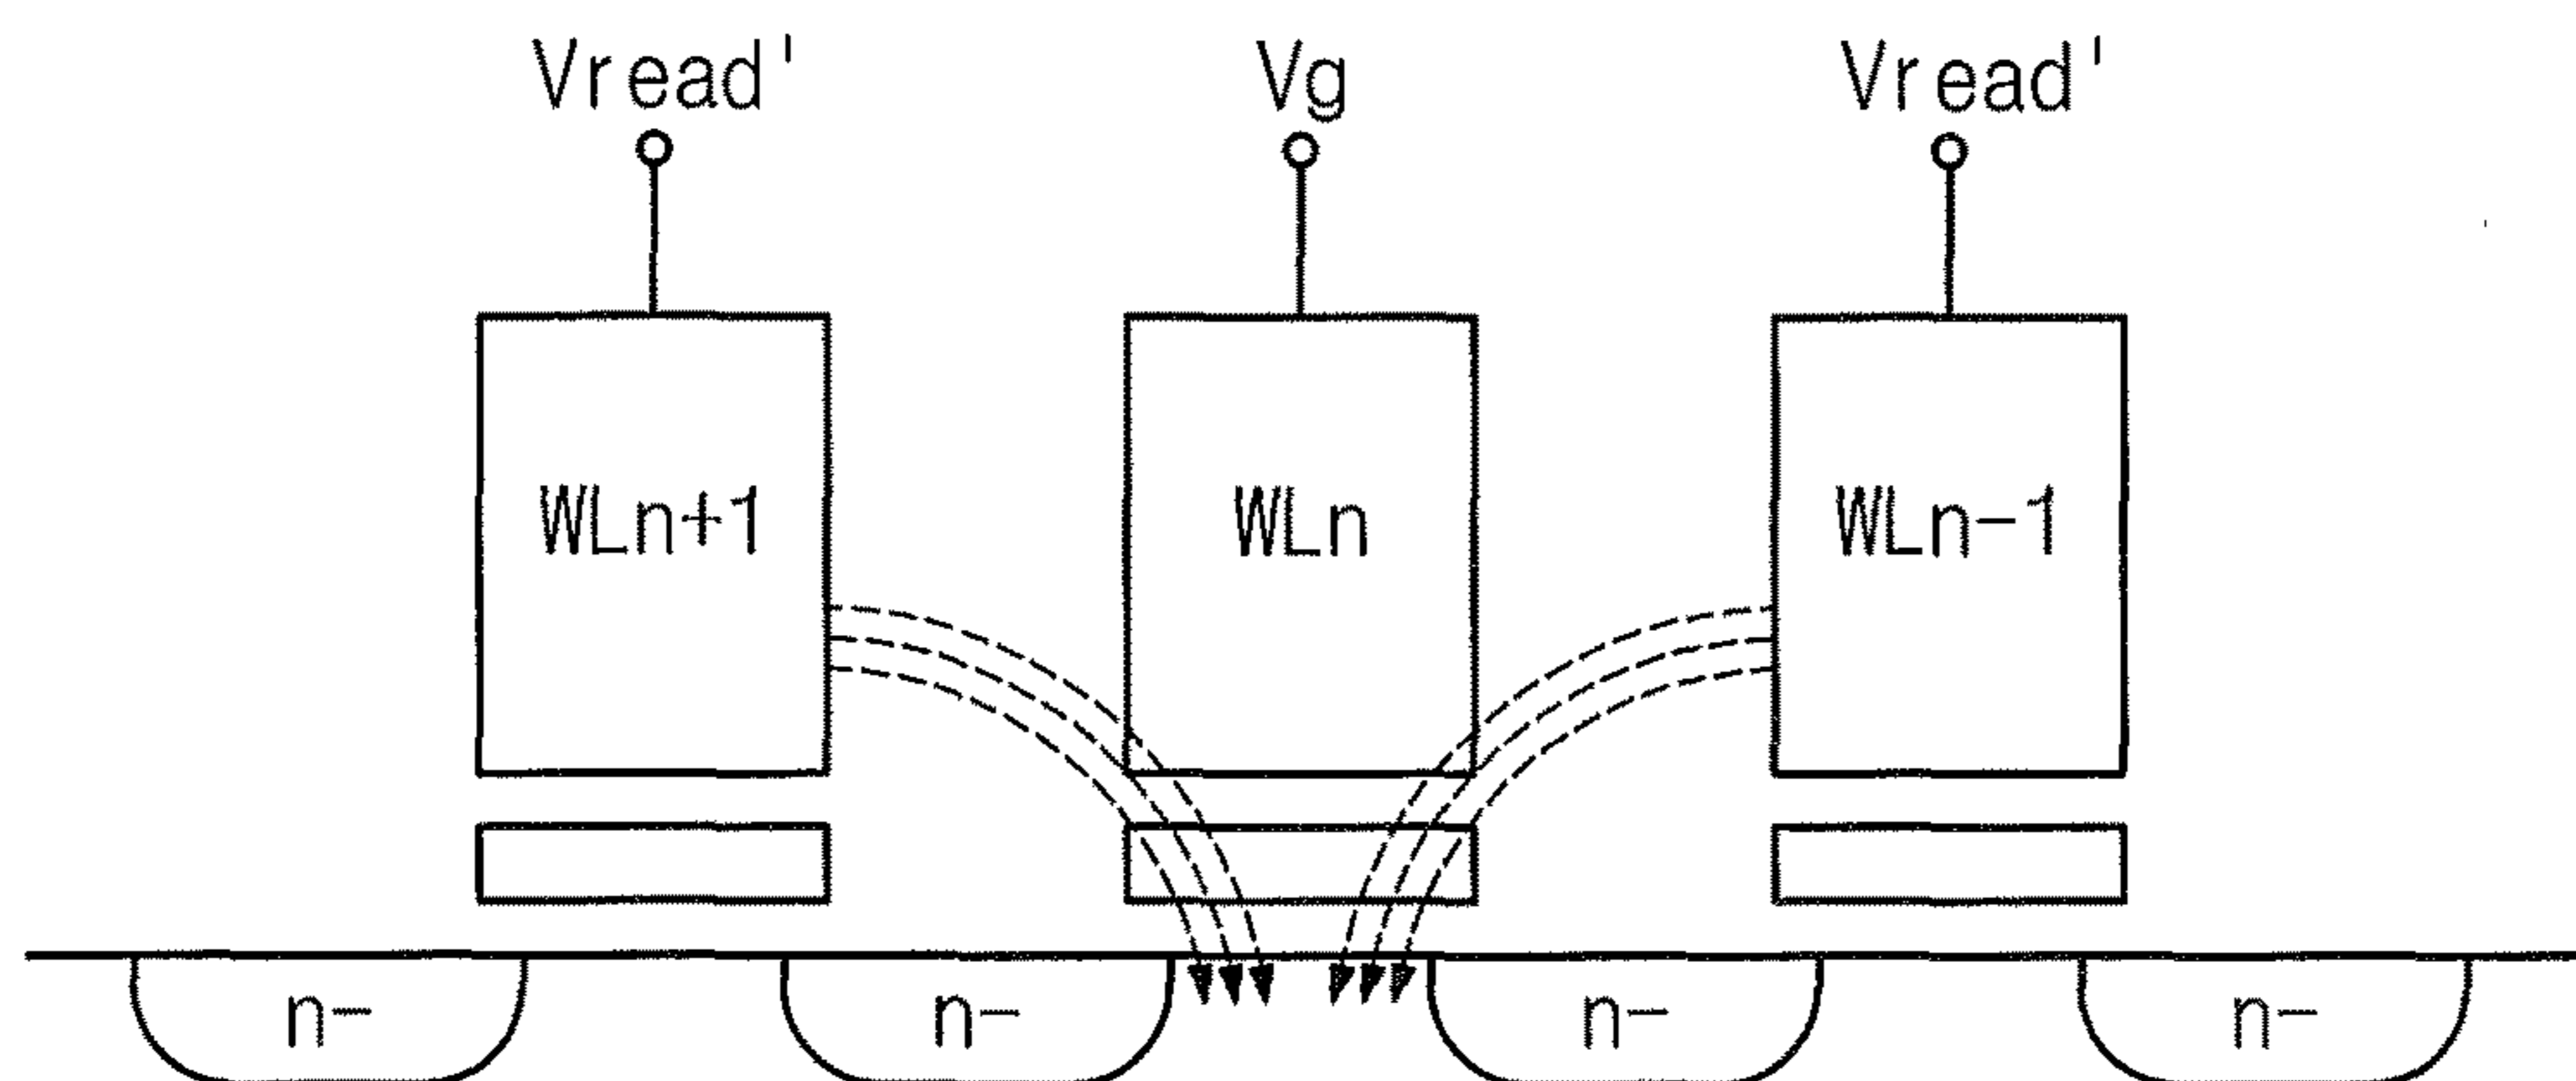 Vread' Vg Vread'
WLn+1 WLn WLn-1
n- n- n- n-